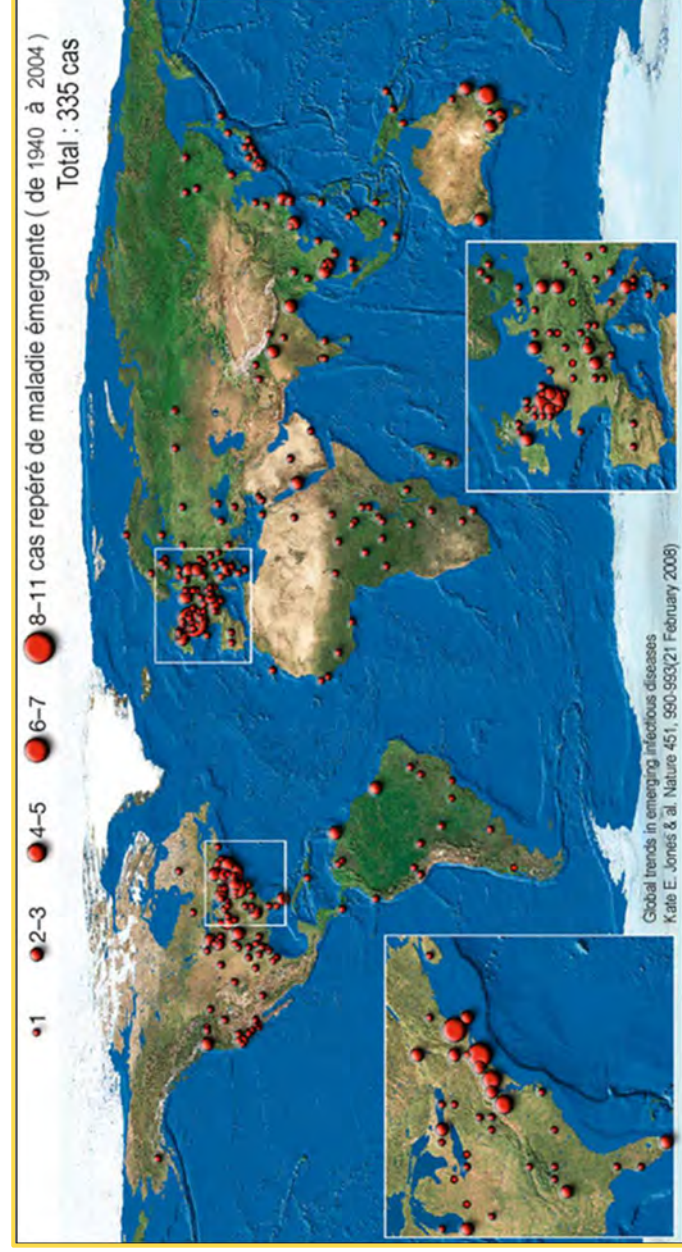 1 2–3 4–5 6–7 8–11 cas repéré de maladie émergente ( de 1940 à 2004 )
Total : 335 cas
Global trends in emerging infectious diseases
Kate E. Jones & al. Nature 451, 990-993(21 February 2008)